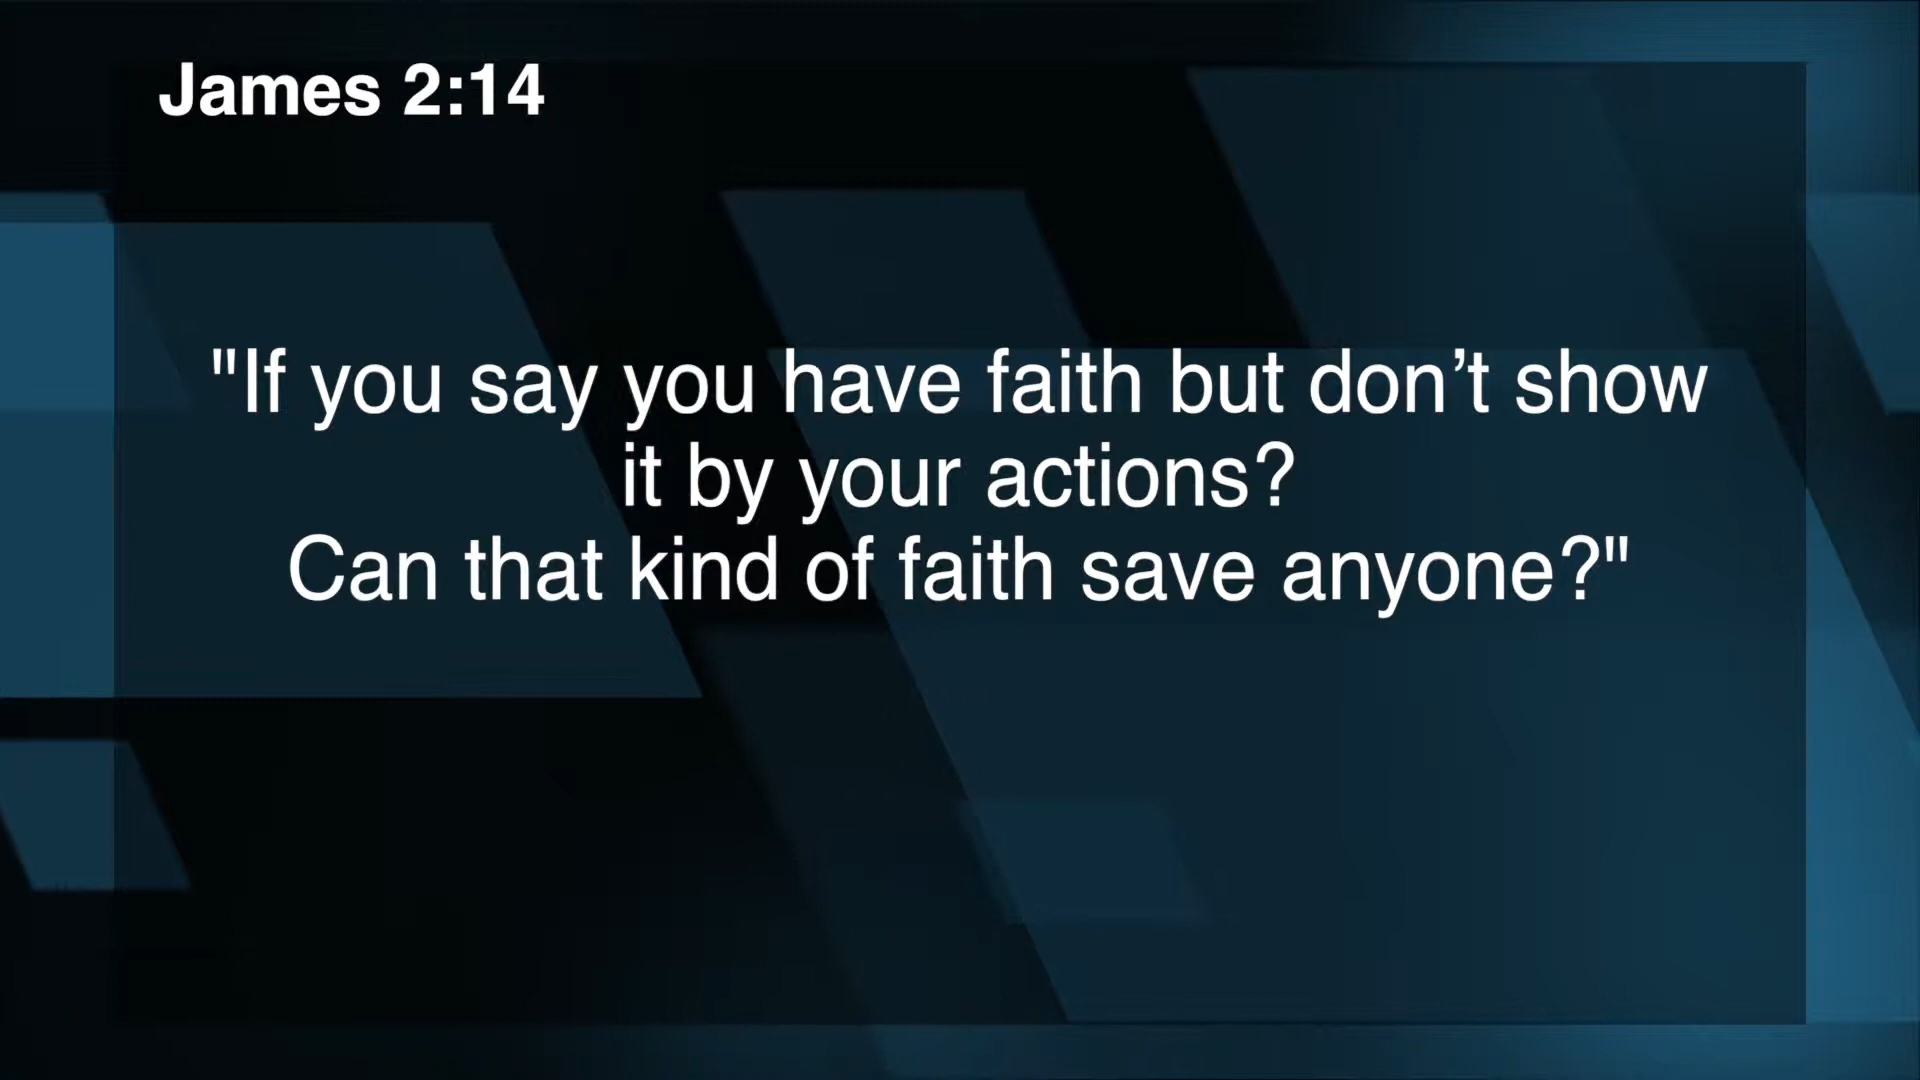 James 2:14
"If you say you have faith but don’t show
it by your actions?
Can that kind of faith save anyone?"